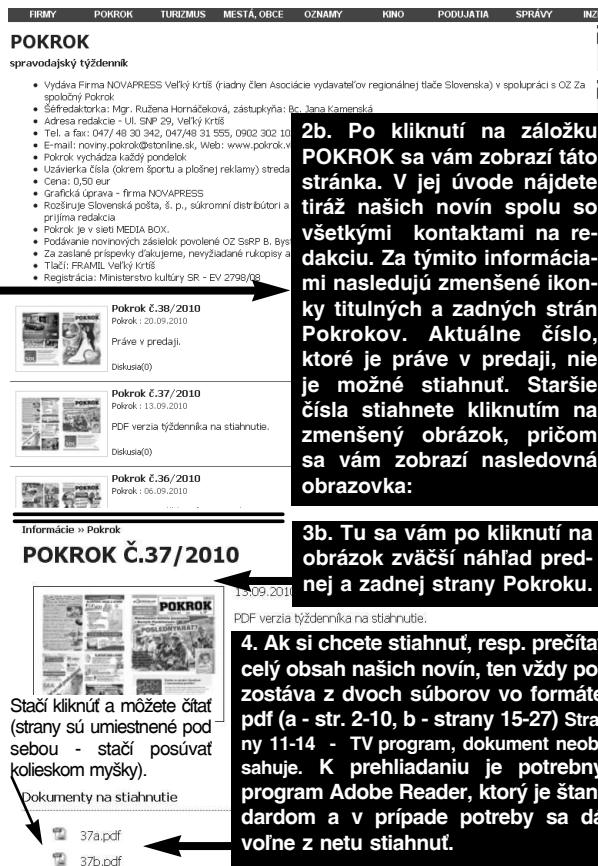 FIRMY POKROK TURIZMUS MESTÁ, OBCE OZNAMY KINO PODUJATIA SPRÁVY
POKROK
spravodajský týždenník
Vydáva Firma NOVAPRESS Veľký Krtíš (riadny člen Asociácie vydavateľov regionálnej tlače Slovenska) v spolupráci s OZ Za
spoločný Pokrok
Šéfredaktorka: Mgr. Ružena Hornáčeková, zástupkyňa: Bc. Jana Kamenská
Adresa redakcie - Ul. SNP 29, Veľký Krtíš
Tel. a fax: 047/ 48 30 342, 047/48 31 555, 0902 302 10
E-mail: noviny.pokrok@stonline.sk, Web: www.pokrok.v
Pokrok vychádza každý pondelok
Uzávierka čísla (okrem športu a plošnej reklamy) streda
Cena: 0,50 eur
Grafická úprava - firma NOVAPRESS
Rozširuje Slovenská pošta, š. p., súkromní distribútori a
prijíma redakcia
Pokrok je v sieti MEDIA BOX.
Podávanie novinových zásielok povolené OZ SsRP B. Byst
Za zaslané príspevky ďakujeme, nevyžiadané rukopisy a
Tlačí: FRAMIL Veľký Krtíš
Registrácia: Ministerstvo kultúry SR - EV 2798/08
2b. Po kliknutí na záložku
POKROK sa vám zobrazí táto
stránka. V jej úvode nájdete
tiráž našich novín spolu so
všetkými kontaktami na re-
dakciu. Za týmito informácia-
mi nasledujú zmenšené ikon-
ky titulných a zadných strán
Pokrokov. Aktuálne číslo,
ktoré je práve v predaji, nie
je možné stiahnuť. Staršie
čísla stiahnete kliknutím na
zmenšený obrázok, pričom
sa vám zobrazí nasledovná
obrazovka:
Pokrok č.38/2010
Pokrok : 20.09.2010
Práve v predaji.
Diskusia(0)
Pokrok č.37/2010
Pokrok : 13.09.2010
PDF verzia týždenníka na stiahnutie.
Diskusia(0)
Pokrok č.36/2010
Pokrok : 06.09.2010
Informácie » Pokrok
POKROK Č.37/2010
3b. Tu sa vám po kliknutí na
obrázok zväčší náhľad pred-
nej a zadnej strany Pokroku.
13.09.2010
PDF verzia týždenníka na stiahnutie.
POKROK
POSLEDNÝKRÁT?
4. Ak si chcete stiahnuť, resp. prečítať
celý obsah našich novín, ten vždy po
zostáva z dvoch súborov vo formáte
pdf (a - str. 2-10, b - strany 15-27) Stra
ny 11-14 - TV program, dokument neob
sahuje. K prehliadaniu je potrebný
program Adobe Reader, ktorý je štan
dardom a v prípade potreby sa dá
voľne z netu stiahnuť.
Stačí kliknúť a môžete čítať
(strany sú umiestnené pod
sebou - stačí posúvať
kolieskom myšky).
Dokumenty na stiahnutie
37a.pdf
37b.pdf